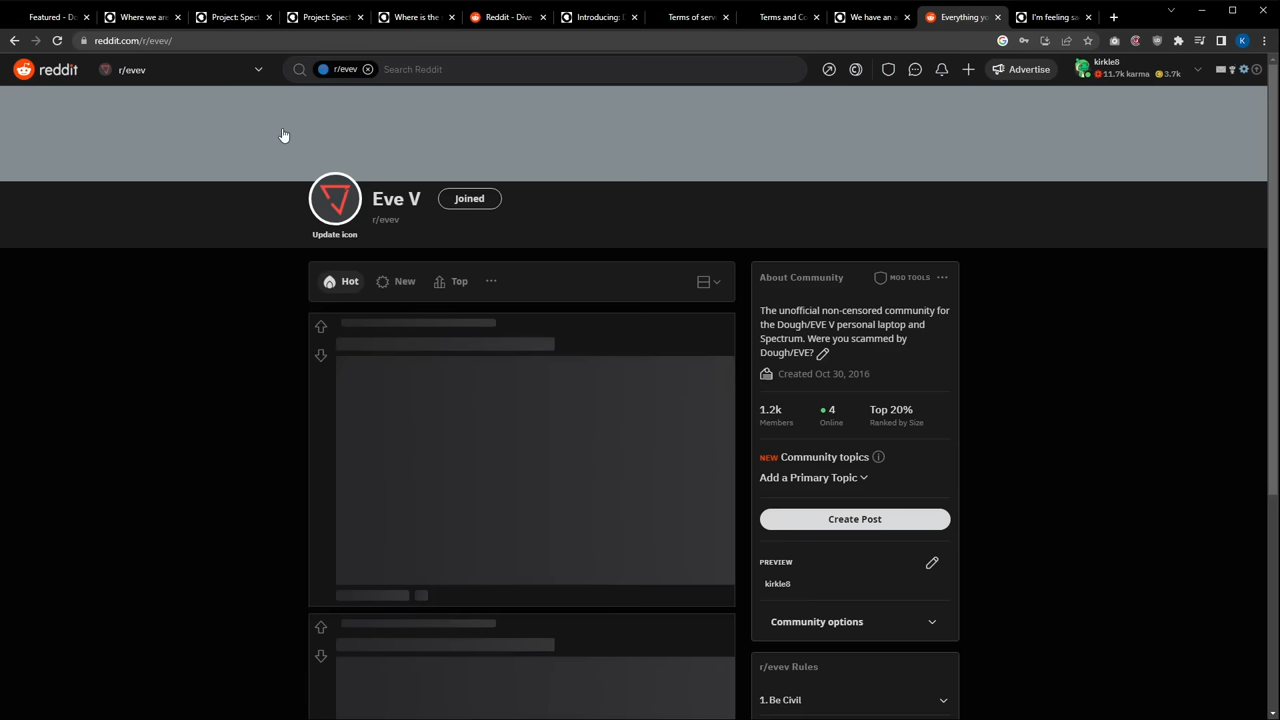 Featured - D
Where we ar
Project: Spect
Project: Spect
Where is the
Reddit - Dive
Introducing: D
Terms of serv
Terms and Co
We have an a
Everything yo
I'm feeling sa
reddit.com/r/evev/
K
reddit
r/evev
r/evev
Search Reddit
Advertise
kirkle8
11.7k karma
3.7k
Eve V
Joined
r/evev
Update icon
Hot
New
Top
About Community
MOD TOOLS
The unofficial non-censored community for
the Dough/EVE V personal laptop and
Spectrum. Were you scammed by
Dough/EVE?
Created Oct 30, 2016
1.2k
4
Top 20%
Members
Online
Ranked by Size
NEW Community topics
Add a Primary Topic
Create Post
PREVIEW
kirkle8
Community options
r/evev Rules
1. Be Civil